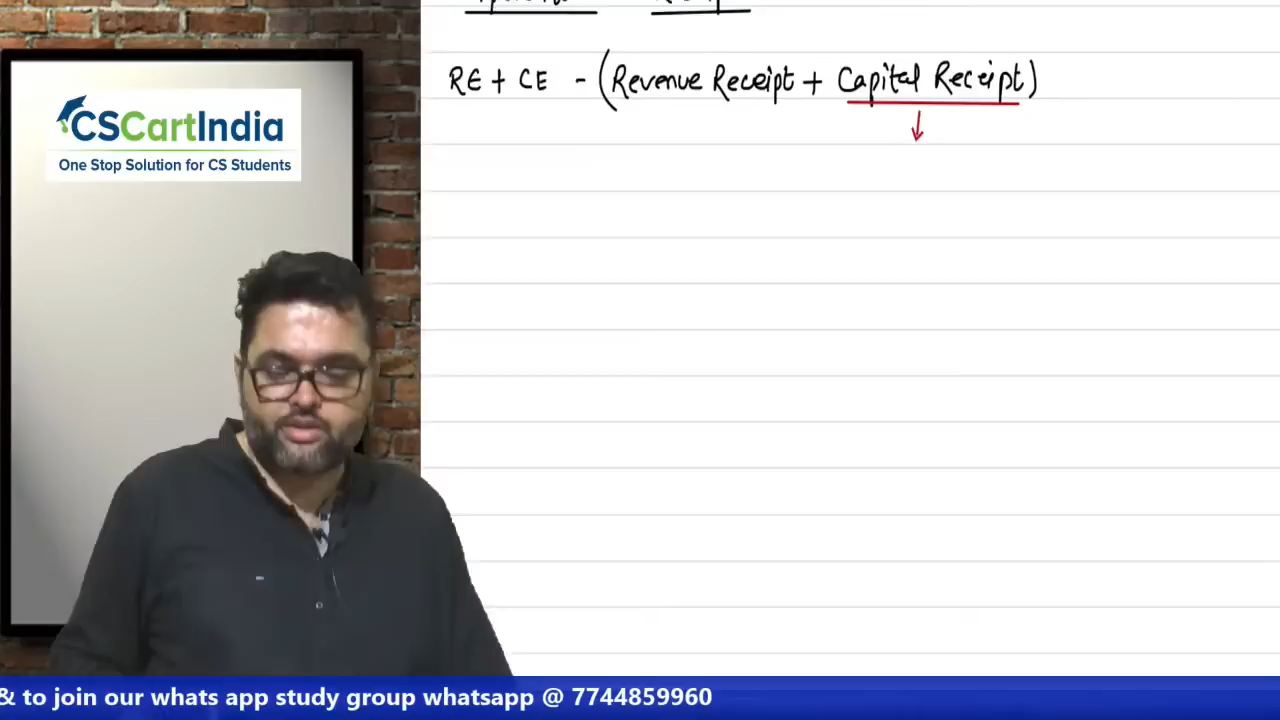 RE + CE - (Revenue Receipt + Capital Receipt)
CSCartIndia
One Stop Solution for CS Students
& to join our whats app study group whatsapp @ 7744859960